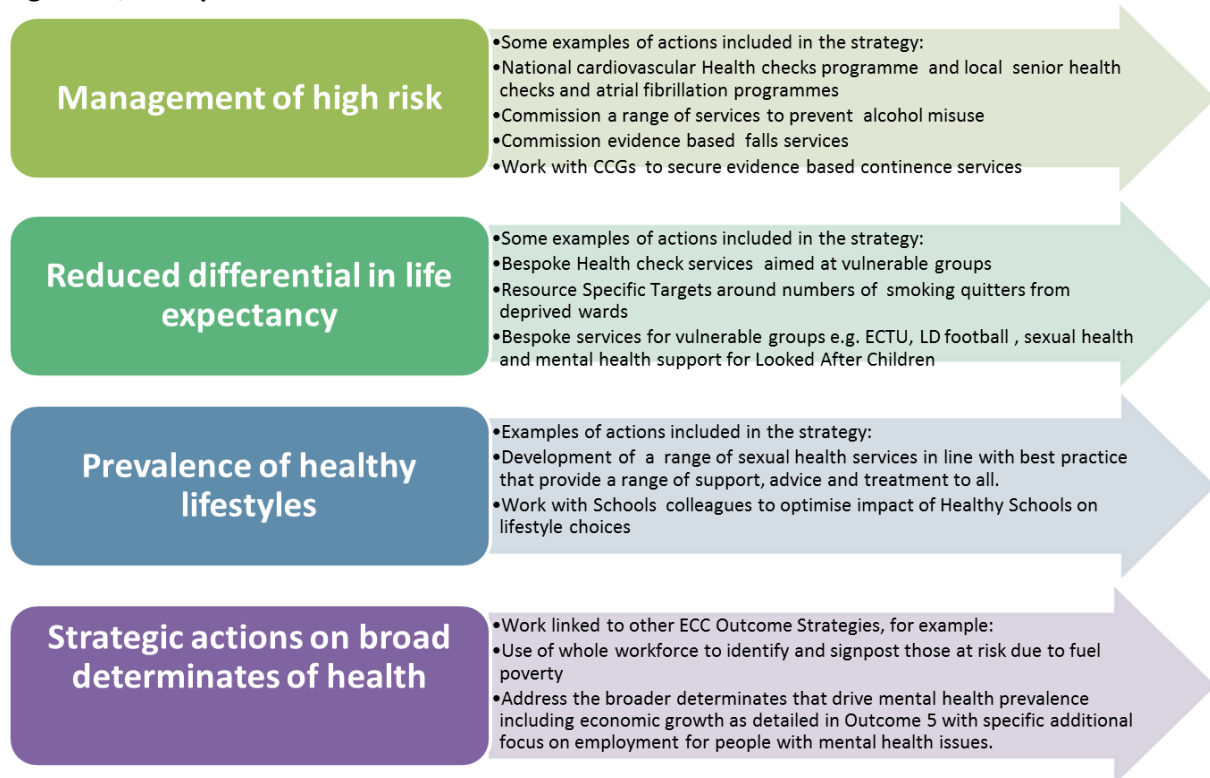 Management of high risk
•Some examples of actions included in the strategy:
•National cardiovascular Health checks programme and local senior health
checks and atrial fibrillation programmes
•Commission a range of services to prevent alcohol misuse
•Commission evidence based falls services
•Work with CCGs to secure evidence based continence services
Reduced differential in life
expectancy
•Some examples of actions included in the strategy:
•Bespoke Health check services aimed at vulnerable groups
•Resource Specific Targets around numbers of smoking quitters from
deprived wards
•Bespoke services for vulnerable groups e.g. ECTU, LD football , sexual health
and mental health support for Looked After Children
Prevalence of healthy
lifestyles
•Examples of actions included in the strategy:
•Development of a range of sexual health services in line with best practice
that provide a range of support, advice and treatment to all.
•Work with Schools colleagues to optimise impact of Healthy Schools on
lifestyle choices
Strategic actions on broad
determinates of health
•Work linked to other ECC Outcome Strategies, for example:
•Use of whole workforce to identify and signpost those at risk due to fuel
poverty
•Address the broader determinates that drive mental health prevalence
including economic growth as detailed in Outcome 5 with specific additional
focus on employment for people with mental health issues.